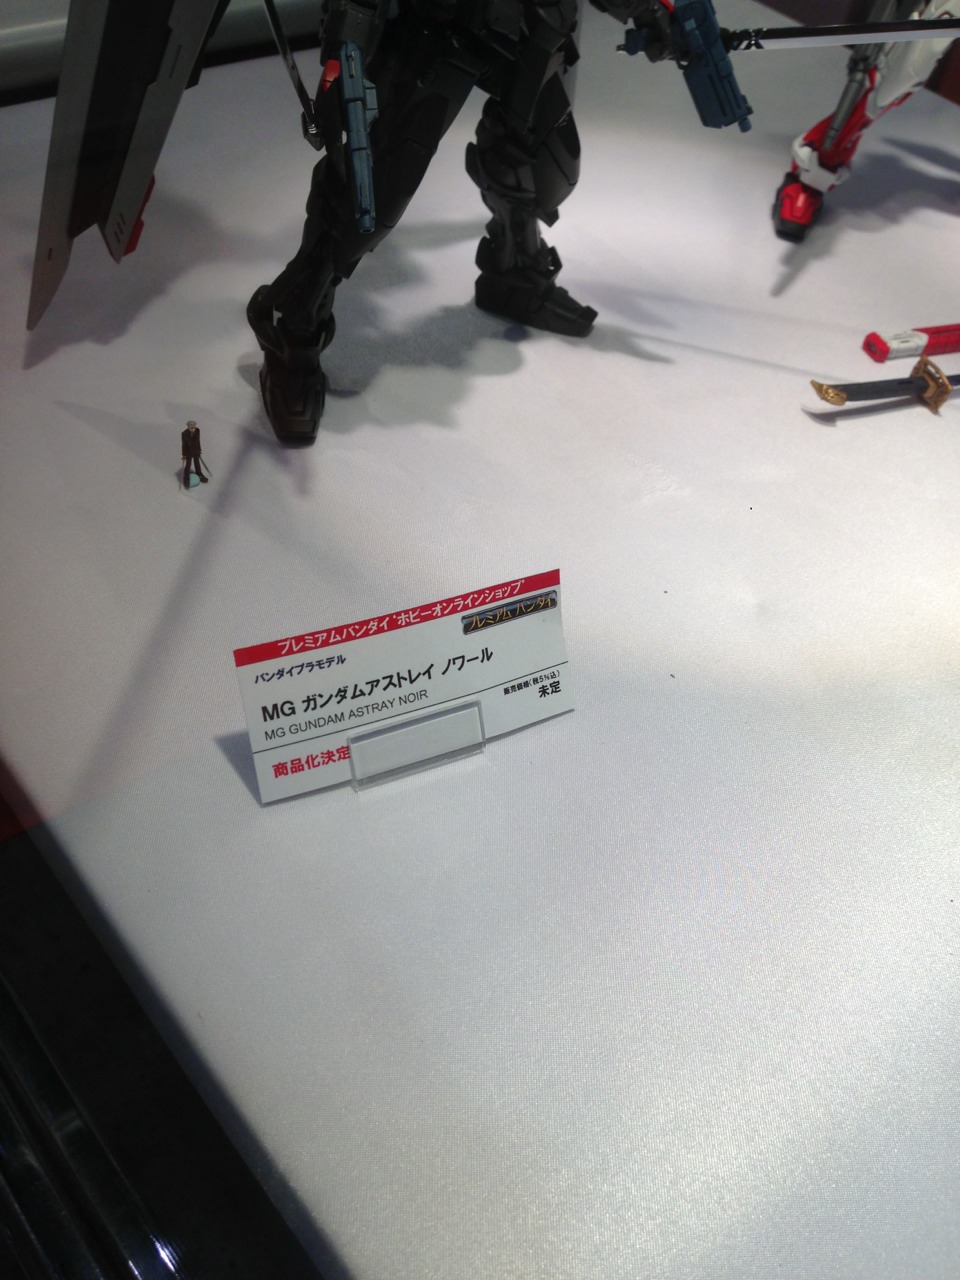 プレミアムバンダイ"ホビーオンラインショップ"
プレミアム バンダイ
バンダイプラモデル
MG ガンダムアストレイ ノワール
MG GUNDAM ASTRAY NOIR
販売価格(税5%込)
未定
商品化決定